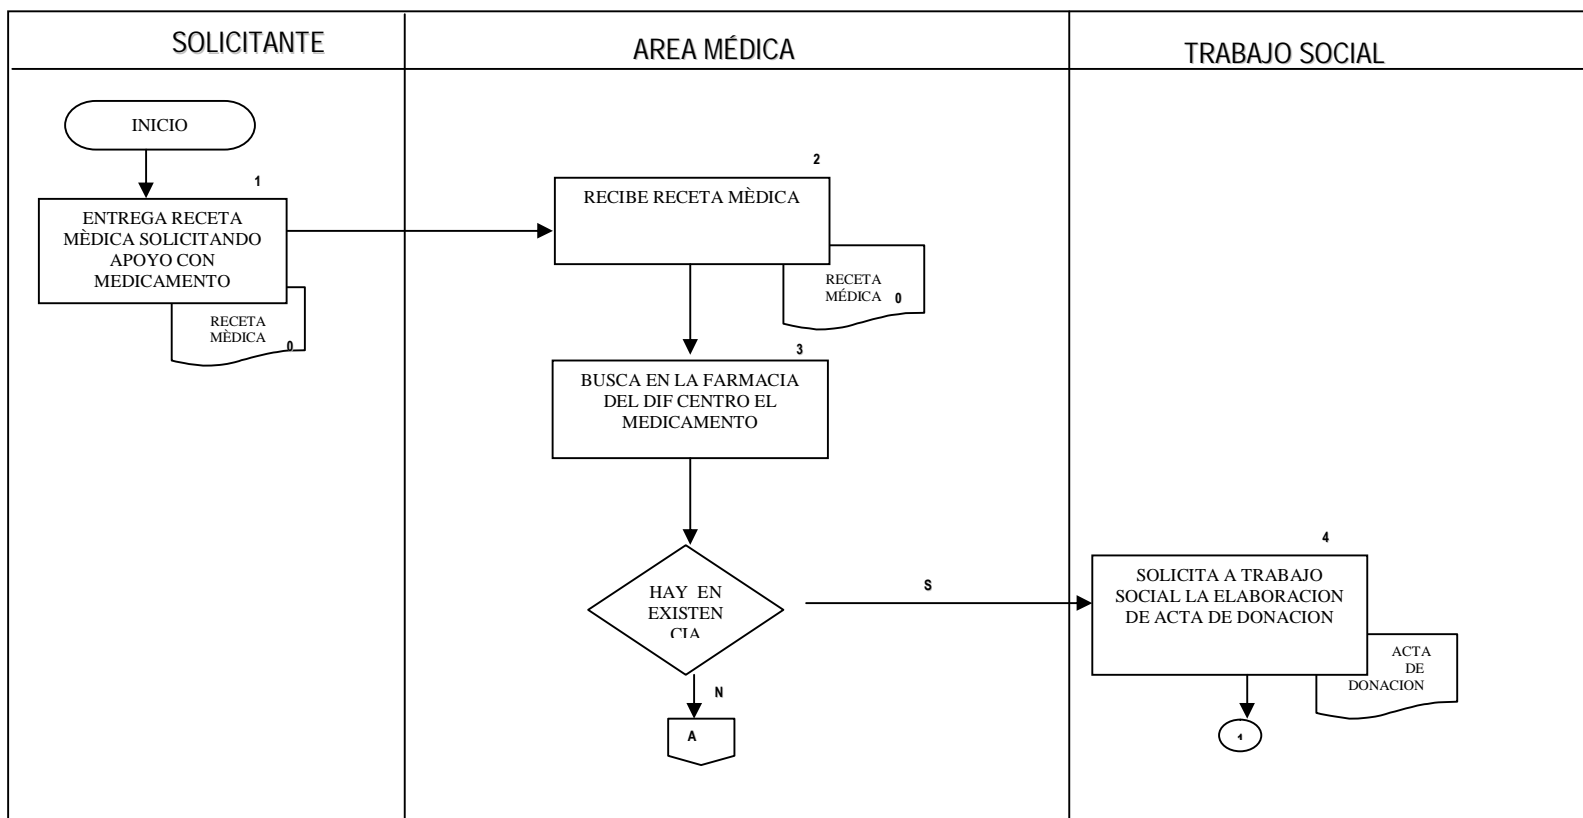 SOLICITANTE
AREA MÉDICA
TRABAJO SOCIAL
INICIO
1
ENTREGA RECETA
MÈDICA SOLICITANDO
APOYO CON
MEDICAMENTO
RECETA
MÈDICA
0
2
RECIBE RECETA MÈDICA
RECETA
MÉDICA 0
3
BUSCA EN LA FARMACIA
DEL DIF CENTRO EL
MEDICAMENTO
HAY EN
EXISTEN
CIA
S
N
A
4
SOLICITA A TRABAJO
SOCIAL LA ELABORACION
DE ACTA DE DONACION
ACTA
DE
DONACION